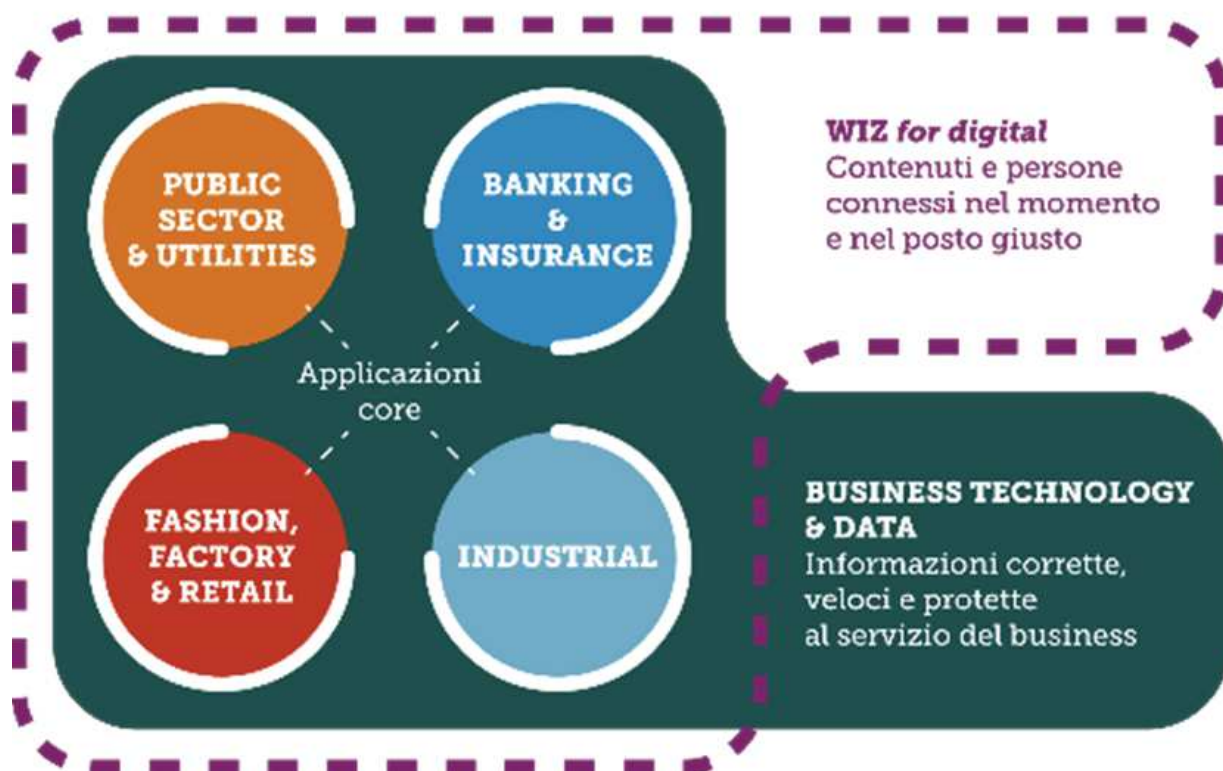 PUBLIC
SECTOR
& UTILITIES
BANKING
&
INSURANCE
WIZ for digital
Contenuti e persone
connessi nel momento
e nel posto giusto
Applicazioni
core
FASHION,
FACTORY
& RETAIL
INDUSTRIAL
BUSINESS TECHNOLOGY
& DATA
Informazioni corrette,
veloci e protette
al servizio del business